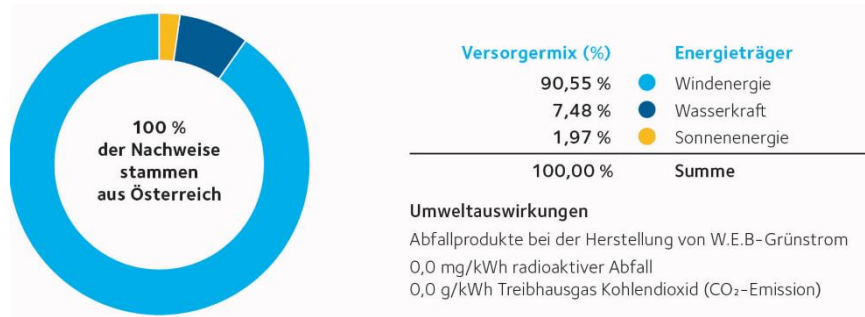 100 %
der Nachweise
stammen
aus Österreich
Versorgermix (%) Energieträger
90,55 % Windenergie
7,48 % Wasserkraft
1,97 % Sonnenenergie
100,00 % Summe
Umweltauswirkungen
Abfallprodukte bei der Herstellung von W.E.B-Grünstrom
0,0 mg/kWh radioaktiver Abfall
0,0 g/kWh Treibhausgas Kohlendioxid (CO₂-Emission)